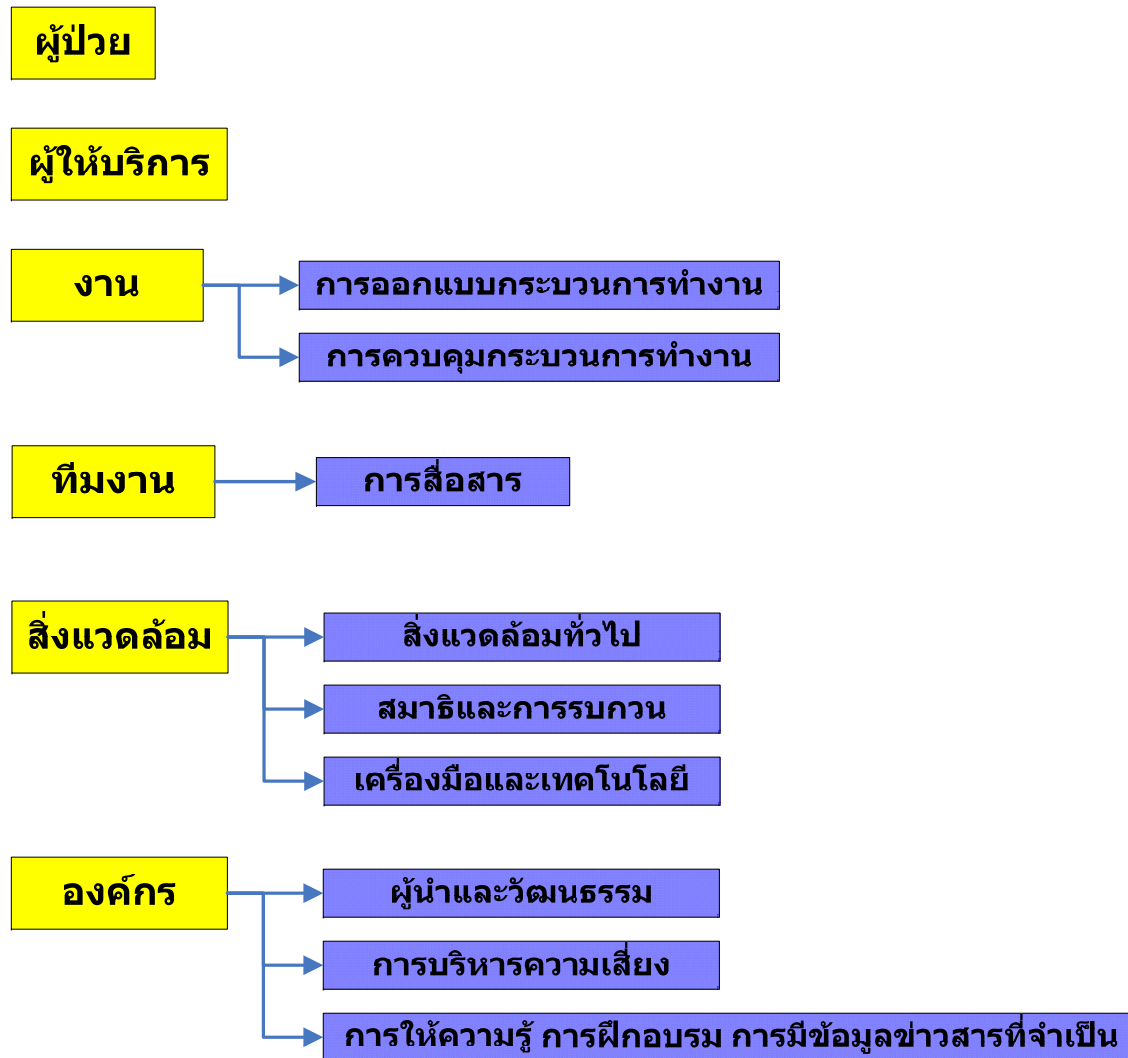 ผู้ป่วย
ผู้ให้บริการ
งาน
การออกแบบกระบวนการทำงาน
การควบคุมกระบวนการทำงาน
ทีมงาน
การสื่อสาร
สิ่งแวดล้อม
สิ่งแวดล้อมทั่วไป
สมาธิและการรบกวน
เครื่องมือและเทคโนโลยี
องค์กร
ผู้นำและวัฒนธรรม
การบริหารความเสี่ยง
การให้ความรู้ การฝึกอบรม การมีข้อมูลข่าวสารที่จำเป็น